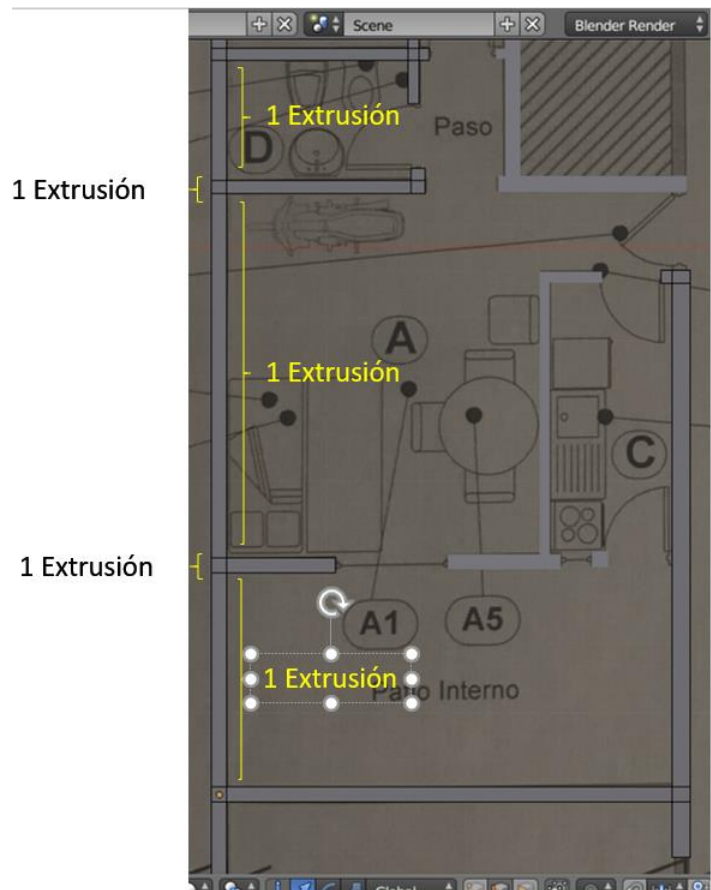 Scene
Blender Render
1 Extrusión
Paso
D
1 Extrusión
A
1 Extrusión
C
1 Extrusión
A1
A5
1 Extrusión
Patio Interno
Global